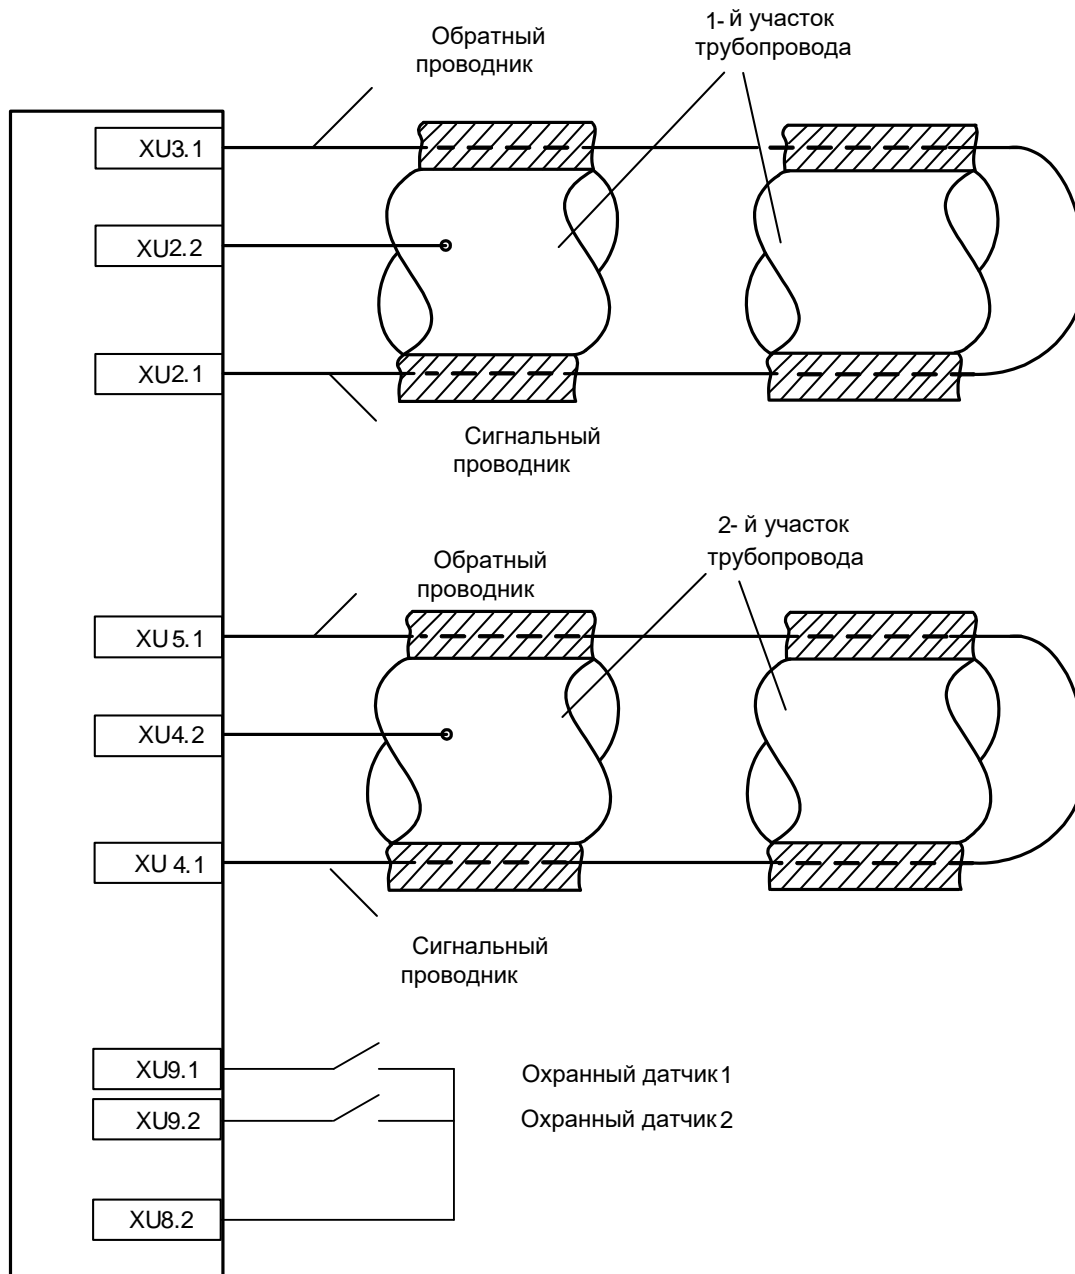 1- й участок
трубопровода
Обратный
проводник
XU3.1
XU2.2
XU2.1
Сигнальный
проводник
2- й участок
трубопровода
Обратный
проводник
XU 5.1
XU4.2
XU 4.1
Сигнальный
проводник
XU9.1
Охранный датчик 1
XU9.2
Охранный датчик 2
XU8.2